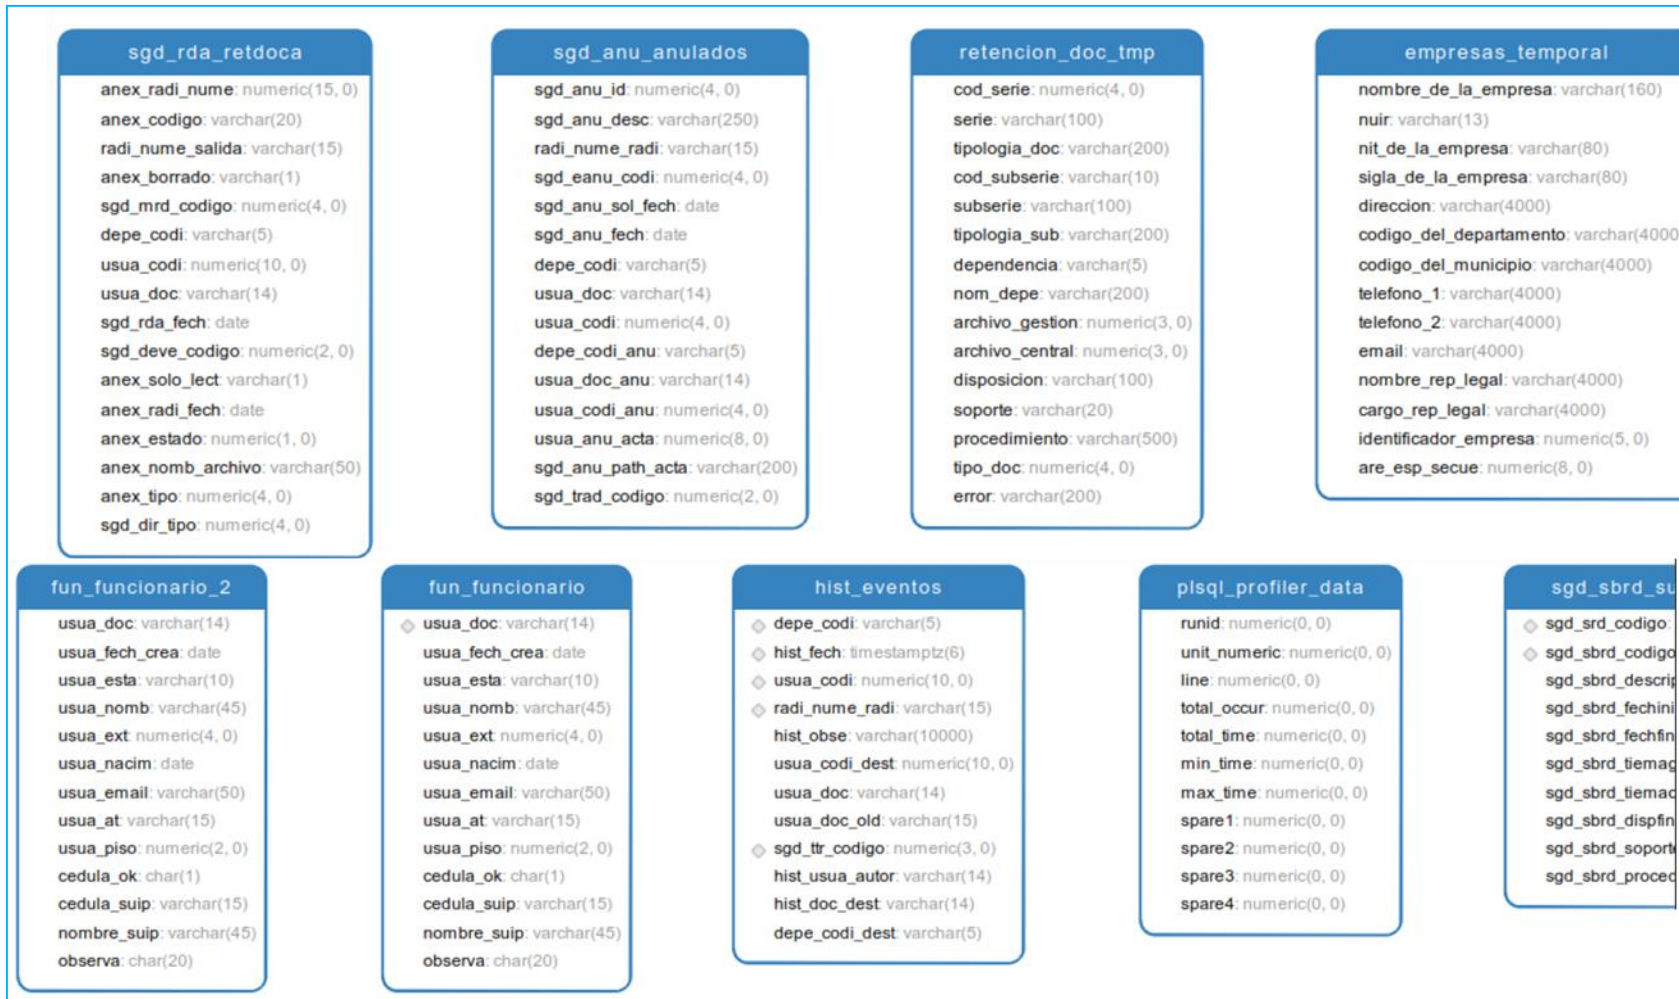 sgd_rda_retdoca
anex_radi_nume: numeric(15, 0)
anex_codigo: varchar(20)
radi_nume_salida: varchar(15)
anex_borrado: varchar(1)
sgd_mrd_codigo: numeric(4, 0)
depe_codi: varchar(5)
usua_codi: numeric(10, 0)
usua_doc: varchar(14)
sgd_rda_fech: date
sgd_deve_codigo: numeric(2, 0)
anex_solo_lect: varchar(1)
anex_radi_fech: date
anex_estado: numeric(1, 0)
anex_nomb_archivo: varchar(50)
anex_tipo: numeric(4, 0)
sgd_dir_tipo: numeric(4, 0)
sgd_anu_anulados
sgd_anu_id: numeric(4, 0)
sgd_anu_desc: varchar(250)
radi_nume_radi: varchar(15)
sgd_eanu_codi: numeric(4, 0)
sgd_anu_sol_fech: date
sgd_anu_fech: date
depe_codi: varchar(5)
usua_doc: varchar(14)
usua_codi: numeric(4, 0)
depe_codi_anu: varchar(5)
usua_doc_anu: varchar(14)
usua_codi_anu: numeric(4, 0)
usua_anu_acta: numeric(8, 0)
sgd_anu_path_acta: varchar(200)
sgd_trad_codigo: numeric(2, 0)
retencion_doc_tmp
cod_serie: numeric(4, 0)
serie: varchar(100)
tipologia_doc: varchar(200)
cod_subserie: varchar(10)
subserie: varchar(100)
tipologia_sub: varchar(200)
dependencia: varchar(5)
nom_depe: varchar(200)
archivo_gestion: numeric(3, 0)
archivo_central: numeric(3, 0)
disposicion: varchar(100)
soporte: varchar(20)
procedimiento: varchar(500)
tipo_doc: numeric(4, 0)
error: varchar(200)
empresas_temporal
nombre_de_la_empresa: varchar(160)
nuir: varchar(13)
nit_de_la_empresa: varchar(80)
sigla_de_la_empresa: varchar(80)
direccion: varchar(4000)
codigo_del_departamento: varchar(4000
codigo_del_municipio: varchar(4000)
telefono_1: varchar(4000)
telefono_2: varchar(4000)
email: varchar(4000)
nombre_rep_legal: varchar(4000)
cargo_rep_legal: varchar(4000)
identificador_empresa: numeric(5, 0)
are_esp_secue: numeric(8, 0)
fun_funcionario_2
usua_doc: varchar(14)
usua_fech_crea: date
usua_esta: varchar(10)
usua_nomb: varchar(45)
usua_ext: numeric(4, 0)
usua_nacim: date
usua_email: varchar(50)
usua_at: varchar(15)
usua_piso: numeric(2, 0)
cedula_ok: char(1)
cedula_suip: varchar(15)
nombre_suip: varchar(45)
observa: char(20)
fun_funcionario
usua_doc: varchar(14)
usua_fech_crea: date
usua_esta: varchar(10)
usua_nomb: varchar(45)
usua_ext: numeric(4, 0)
usua_nacim: date
usua_email: varchar(50)
usua_at: varchar(15)
usua_piso: numeric(2, 0)
cedula_ok: char(1)
cedula_suip: varchar(15)
nombre_suip: varchar(45)
observa: char(20)
hist_eventos
depe_codi: varchar(5)
hist_fech: timestamptz(6)
usua_codi: numeric(10, 0)
radi_nume_radi: varchar(15)
hist_obse: varchar(10000)
usua_codi_dest: numeric(10, 0)
usua_doc: varchar(14)
usua_doc_old: varchar(15)
sgd_ttr_codigo: numeric(3, 0)
hist_usua_autor: varchar(14)
hist_doc_dest: varchar(14)
depe_codi_dest: varchar(5)
plsql_profiler_data
runid: numeric(0, 0)
unit_numeric: numeric(0, 0)
line: numeric(0, 0)
total_occur: numeric(0, 0)
total_time: numeric(0, 0)
min_time: numeric(0, 0)
max_time: numeric(0, 0)
spare1: numeric(0, 0)
spare2: numeric(0, 0)
spare3: numeric(0, 0)
spare4: numeric(0, 0)
sgd_sbrd_su
sgd_srd_codigo:
sgd_sbrd_codigo
sgd_sbrd_descrip
sgd_sbrd_fechini
sgd_sbrd_fechfin
sgd_sbrd_tiemag
sgd_sbrd_tiemac
sgd_sbrd_dispfin
sgd_sbrd_soporte
sgd_sbrd_proced